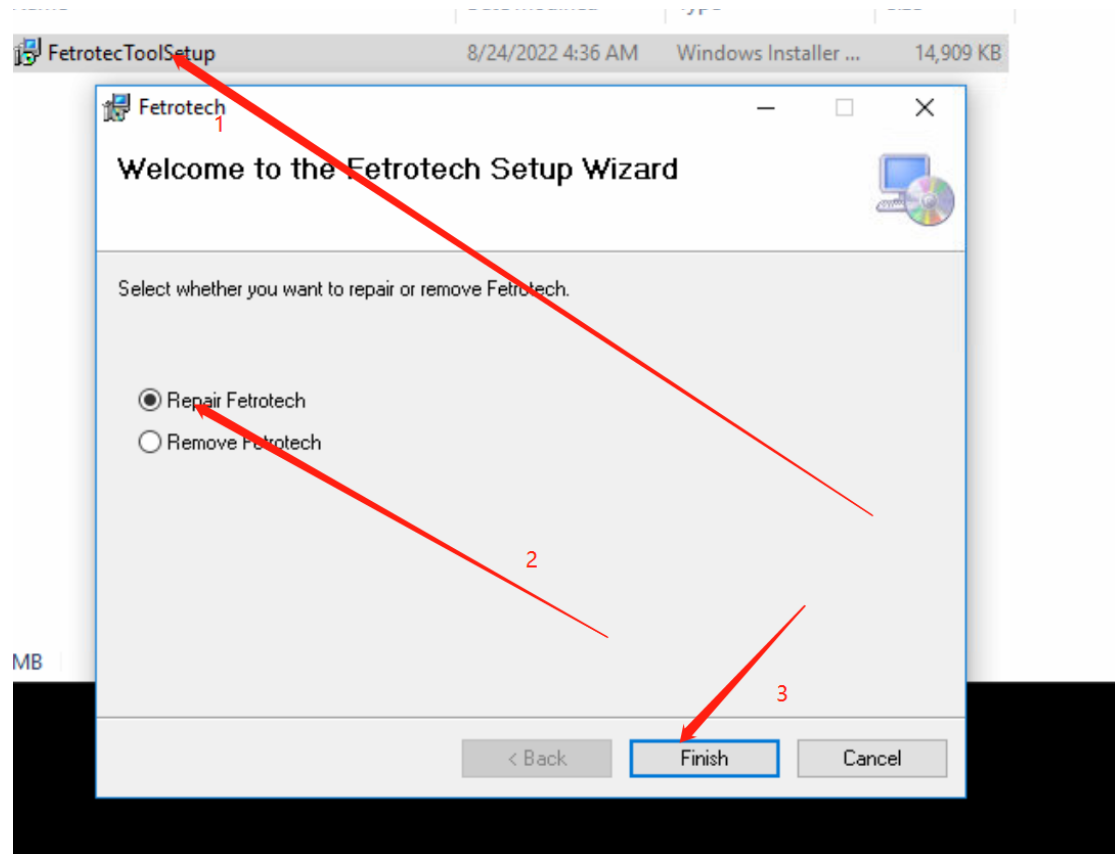 FetrotecToolSetup 8/24/2022 4:36 AM Windows Installer ... 14,909 KB
Fetrotech
1
Welcome to the Fetrotech Setup Wizard
Select whether you want to repair or remove Fetrotech.
Repair Fetrotech
Remove Fetrotech
2
MB
3
< Back Finish Cancel